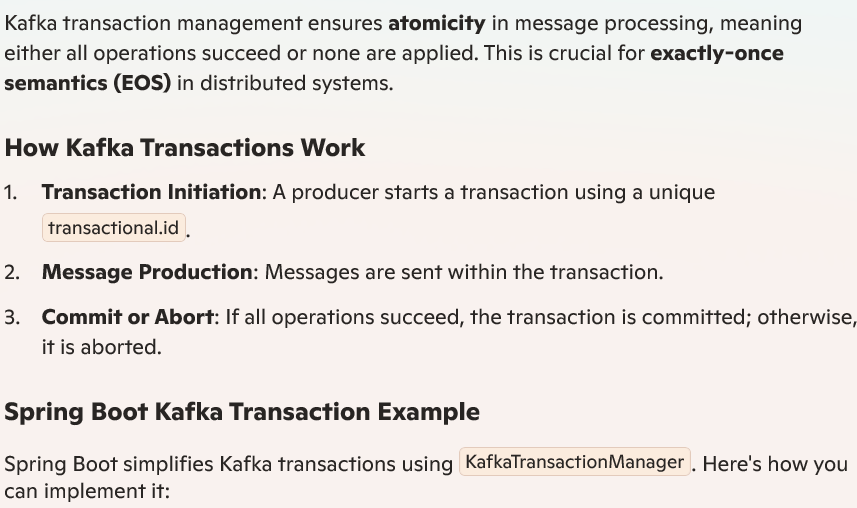 Kafka transaction management ensures atomicity in message processing, meaning
either all operations succeed or none are applied. This is crucial for exactly-once
semantics (EOS) in distributed systems.
How Kafka Transactions Work
1. Transaction Initiation: A producer starts a transaction using a unique
transactional.id.
2. Message Production: Messages are sent within the transaction.
3. Commit or Abort: If all operations succeed, the transaction is committed; otherwise,
it is aborted.
Spring Boot Kafka Transaction Example
Spring Boot simplifies Kafka transactions using KafkaTransactionManager. Here's how you
can implement it: